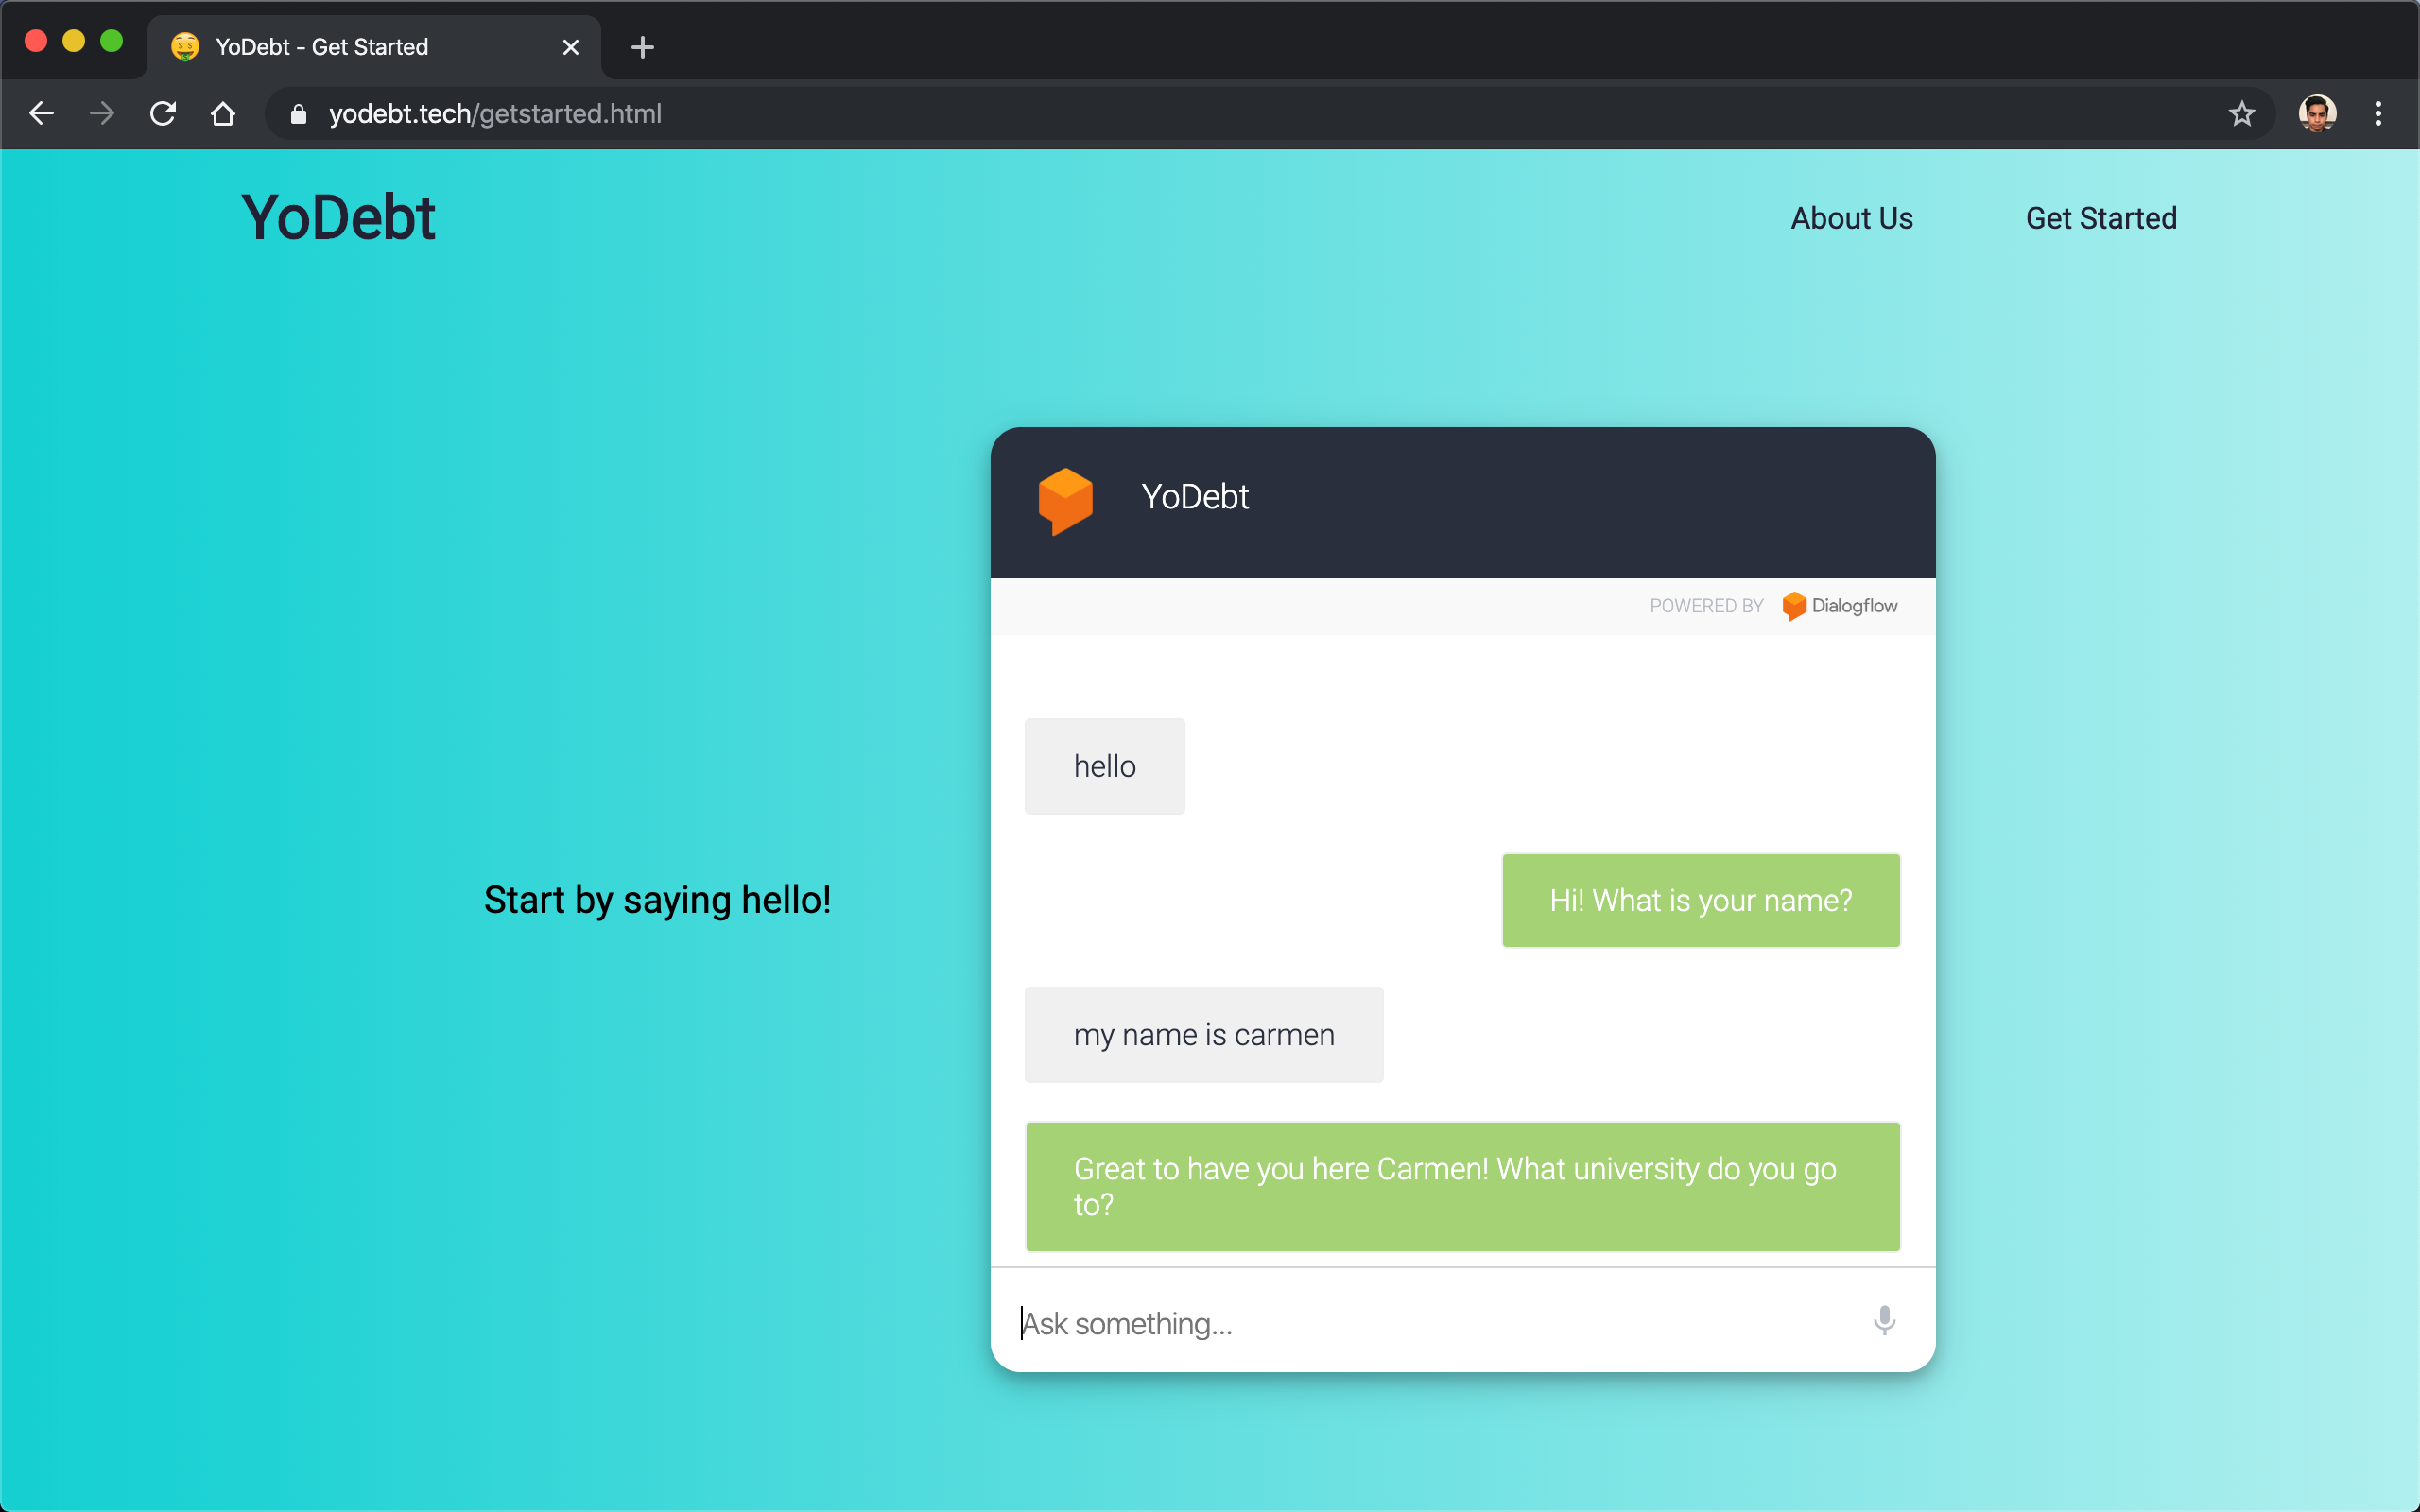 YoDebt - Get Started
yodebt.tech/getstarted.html
YoDebt
About Us
Get Started
YoDebt
POWERED BY Dialogflow
hello
Hi! What is your name?
Start by saying hello!
my name is carmen
Great to have you here Carmen! What university do you go
to?
Ask something...